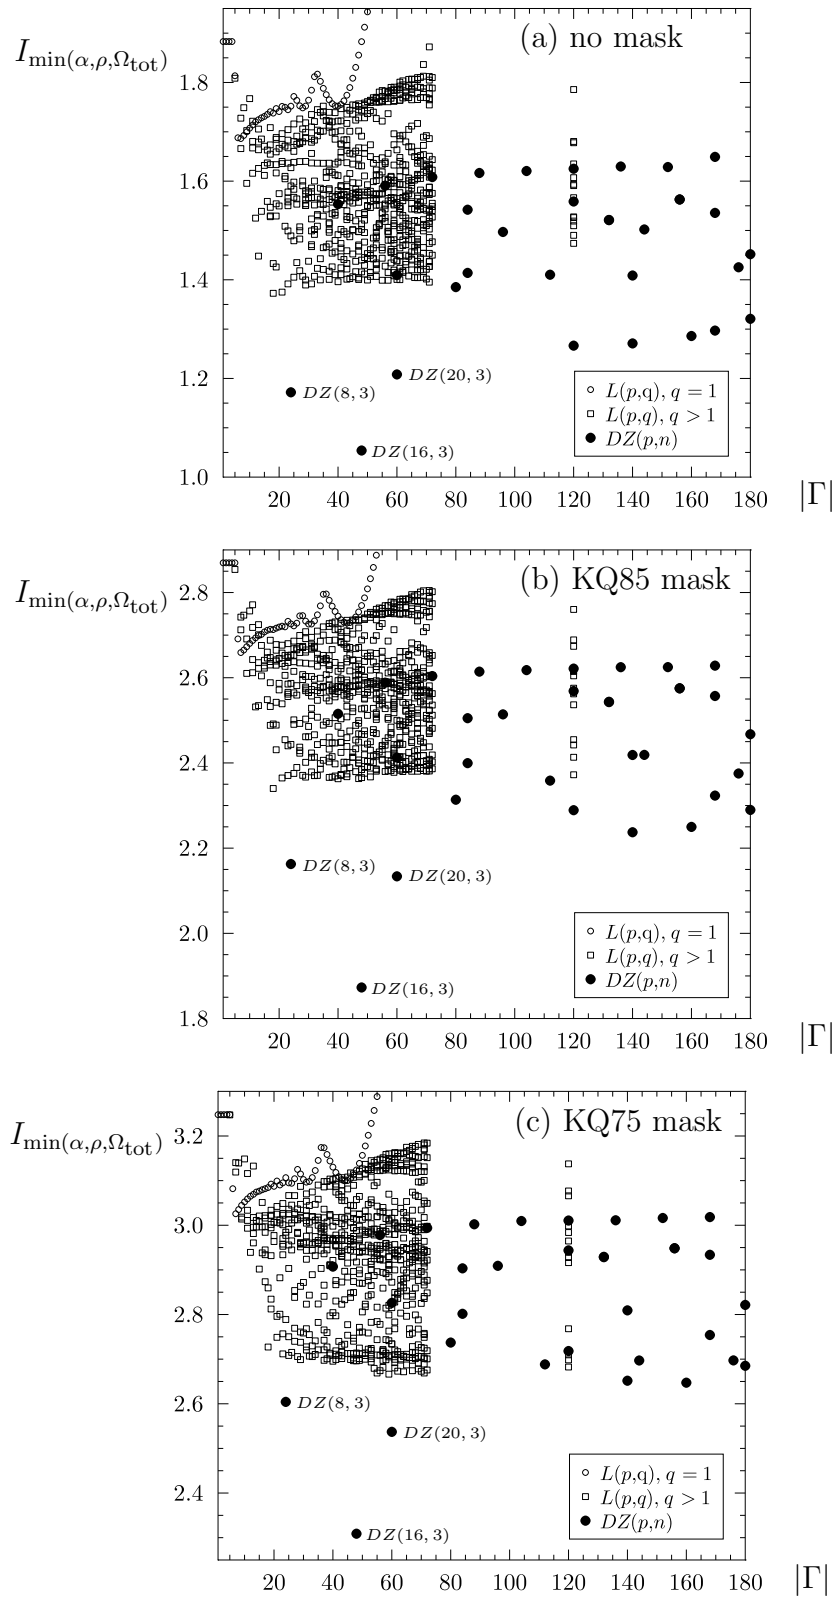 (a) no mask
I_min(α,ρ,Ω_tot)
1.8
1.6
1.4
1.2
1.0
DZ(20, 3)
DZ(8, 3)
DZ(16, 3)
L(p,q), q = 1
L(p,q), q > 1
DZ(p,n)
20 40 60 80 100 120 140 160 180
|Γ|
(b) KQ85 mask
I_min(α,ρ,Ω_tot)
2.8
2.6
2.4
2.2
2.0
1.8
DZ(8, 3)
DZ(20, 3)
DZ(16, 3)
L(p,q), q = 1
L(p,q), q > 1
DZ(p,n)
20 40 60 80 100 120 140 160 180
|Γ|
(c) KQ75 mask
I_min(α,ρ,Ω_tot)
3.2
3.0
2.8
2.6
2.4
DZ(8, 3)
DZ(20, 3)
DZ(16, 3)
L(p,q), q = 1
L(p,q), q > 1
DZ(p,n)
20 40 60 80 100 120 140 160 180
|Γ|